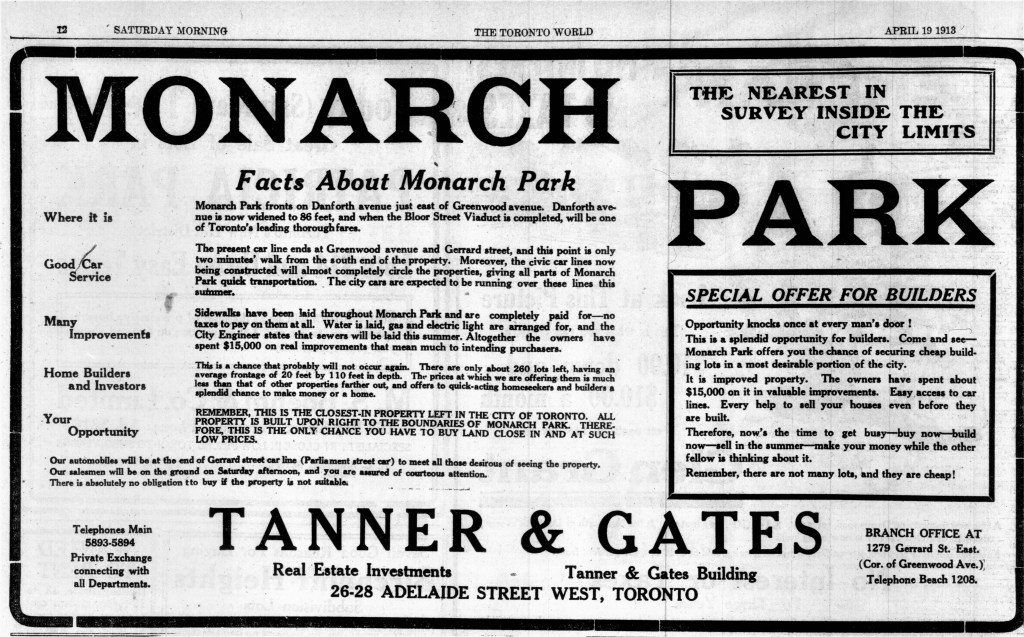 12 SATURDAY MORNING THE TORONTO WORLD APRIL 19 1913
MONARCH
THE NEAREST IN
SURVEY INSIDE THE
CITY LIMITS
PARK
Facts About Monarch Park
Where it is
Monarch Park fronts on Danforth avenue just east of Greenwood avenue. Danforth ave-
nue is now widened to 86 feet, and when the Bloor Street Viaduct is completed, will be one
of Toronto's leading thoroughfares.
Good Car
Service
The present car line ends at Greenwood avenue and Gerrard street, and this point is only
two minutes' walk from the south end of the property. Moreover, the civic car lines now
being constructed will almost completely circle the properties, giving all parts of Monarch
Park quick transportation. The city cars are expected to be running over these lines this
summer.
Many
Improvements
Sidewalks have been laid throughout Monarch Park and are completely paid for—no
taxes to pay on them at all. Water is laid, gas and electric light are arranged for, and the
City Engineer states that sewers will be laid this summer. Altogether the owners have
spent $15,000 on real improvements that mean much to intending purchasers.
Home Builders
and Investors
This is a chance that probably will not occur again. There are only about 260 lots left, having an
average frontage of 20 feet by 110 feet in depth. The prices at which we are offering them is much
less than that of other properties farther out, and offers to quick-acting homeseekers and builders a
splendid chance to make money or a home.
Your
Opportunity
REMEMBER, THIS IS THE CLOSEST-IN PROPERTY LEFT IN THE CITY OF TORONTO. ALL
PROPERTY IS BUILT UPON RIGHT TO THE BOUNDARIES OF MONARCH PARK. THERE-
FORE, THIS IS THE ONLY CHANCE YOU HAVE TO BUY LAND CLOSE IN AND AT SUCH
LOW PRICES.
Our automobiles will be at the end of Gerrard street car line (Parliament street car) to meet all those desirous of seeing the property.
Our salesmen will be on the ground on Saturday afternoon, and you are assured of courteous attention.
There is absolutely no obligation tto buy if the property is not suitable.
SPECIAL OFFER FOR BUILDERS
Opportunity knocks once at every man's door !
This is a splendid opportunity for builders. Come and see—
Monarch Park offers you the chance of securing cheap build-
ing lots in a most desirable portion of the city.
It is improved property. The owners have spent about
$15,000 on it in valuable improvements. Easy access to car
lines. Every help to sell your houses even before they
are built.
Therefore, now's the time to get busy—buy now—build
now—sell in the summer—make your money while the other
fellow is thinking about it.
Remember, there are not many lots, and they are cheap!
Telephones Main
5893-5894
Private Exchange
connecting with
all Departments.
TANNER & GATES
Real Estate Investments Tanner & Gates Building
26-28 ADELAIDE STREET WEST, TORONTO
BRANCH OFFICE AT
1279 Gerrard St. East.
(Cor. of Greenwood Ave.)
Telephone Beach 1208.